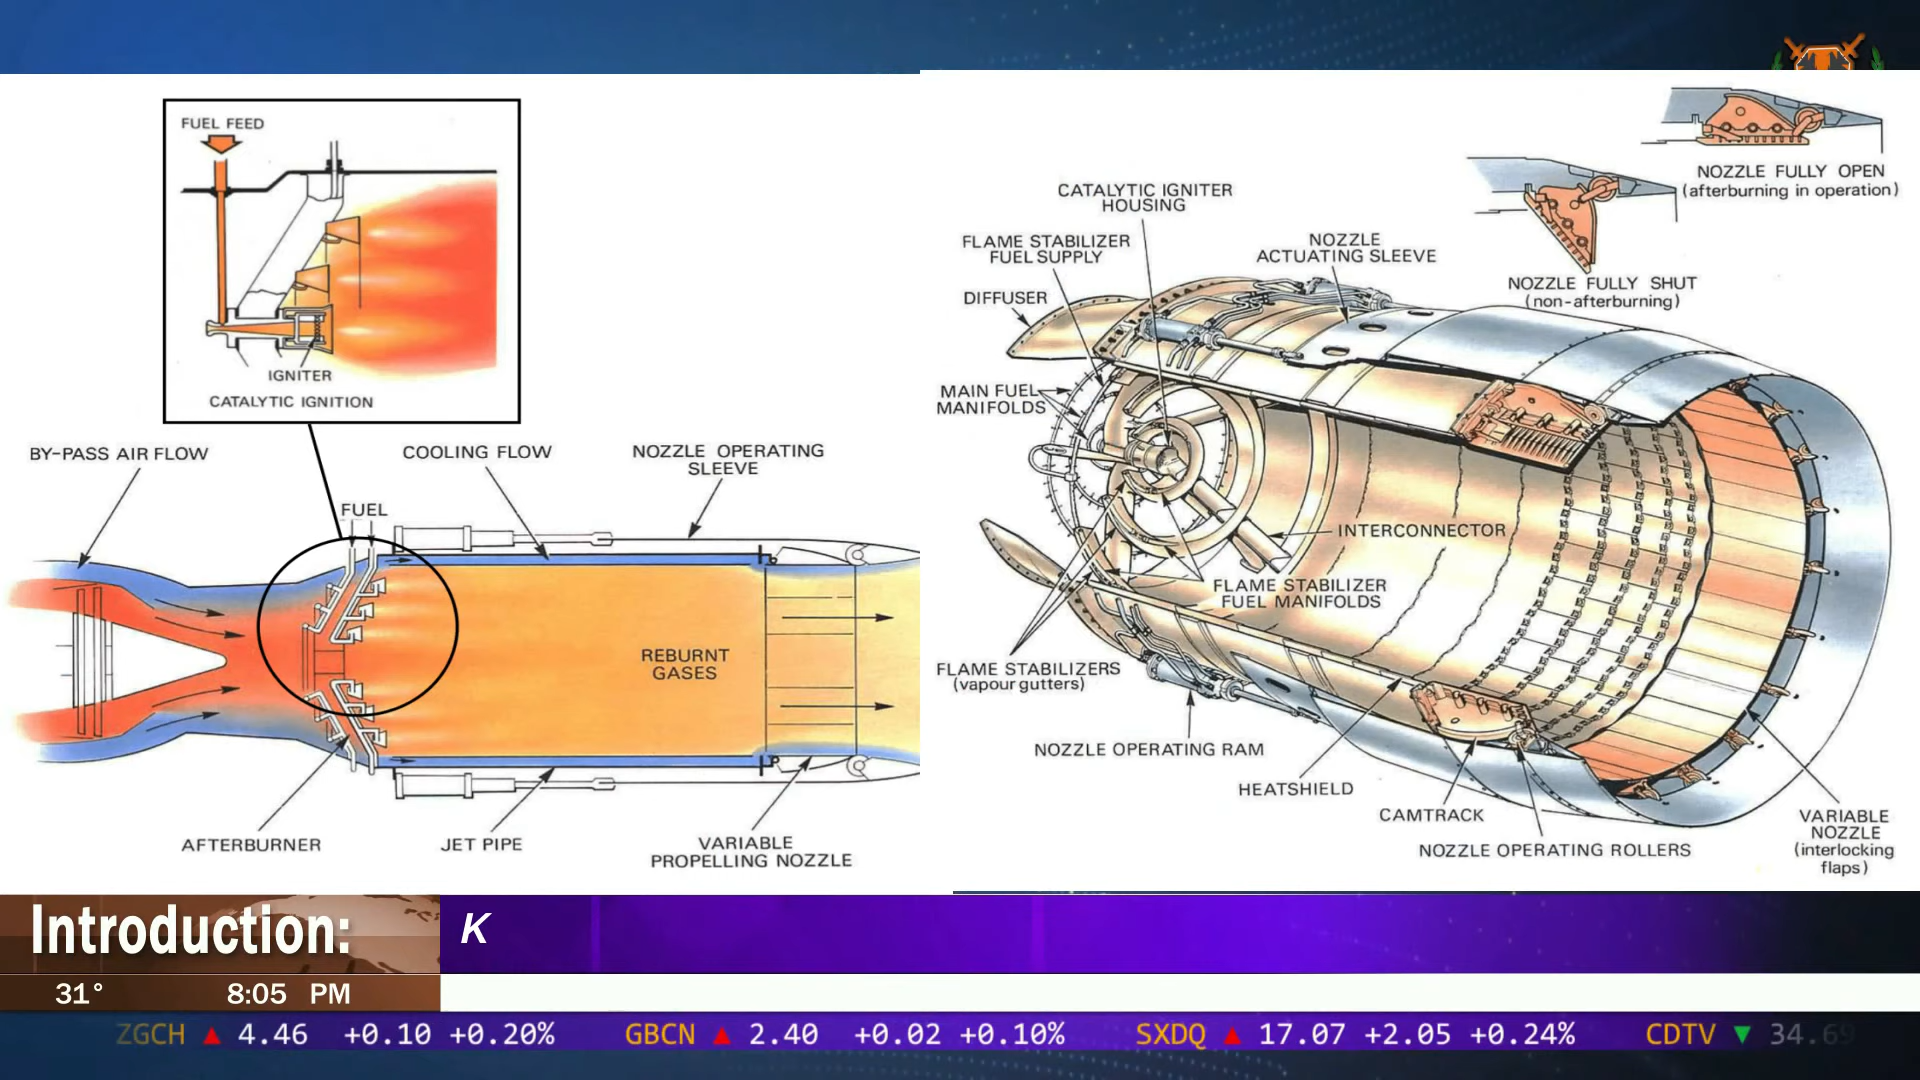 FUEL FEED
IGNITER
CATALYTIC IGNITION
BY-PASS AIR FLOW
COOLING FLOW
NOZZLE OPERATING
SLEEVE
FUEL
REBURNT
GASES
AFTERBURNER
JET PIPE
VARIABLE
PROPELLING NOZZLE
NOZZLE FULLY OPEN
(afterburning in operation)
CATALYTIC IGNITER
HOUSING
FLAME STABILIZER
FUEL SUPPLY
NOZZLE
ACTUATING SLEEVE
NOZZLE FULLY SHUT
(non-afterburning)
DIFFUSER
MAIN FUEL
MANIFOLDS
INTERCONNECTOR
FLAME STABILIZER
FUEL MANIFOLDS
FLAME STABILIZERS
(vapour gutters)
NOZZLE OPERATING RAM
HEATSHIELD
CAMTRACK
NOZZLE OPERATING ROLLERS
VARIABLE
NOZZLE
(interlocking
flaps)
Introduction:
K
31° 8:05 PM
ZGCH ▲ 4.46 +0.10 +0.20% GBCN ▲ 2.40 +0.02 +0.10% SXDQ ▲ 17.07 +2.05 +0.24% CDTV ▼ 34.69